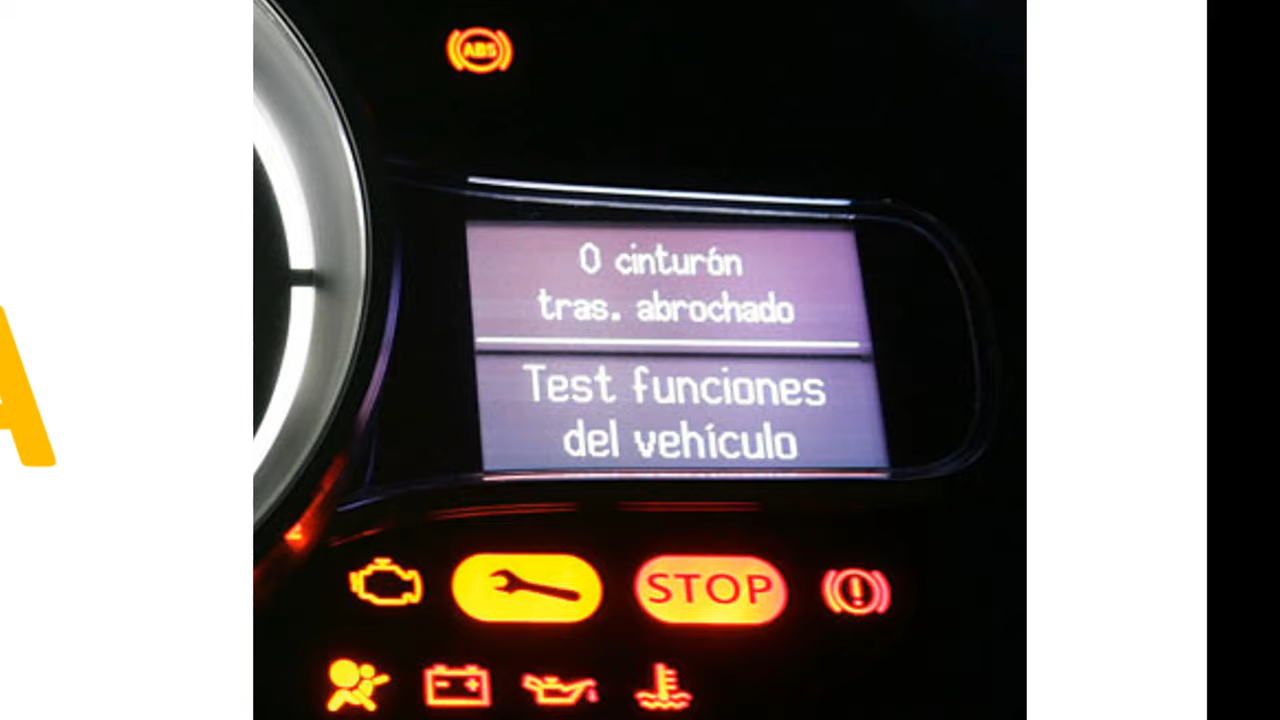 ABS
0 cinturón
tras. abrochado
Test funciones
del vehículo
STOP
A